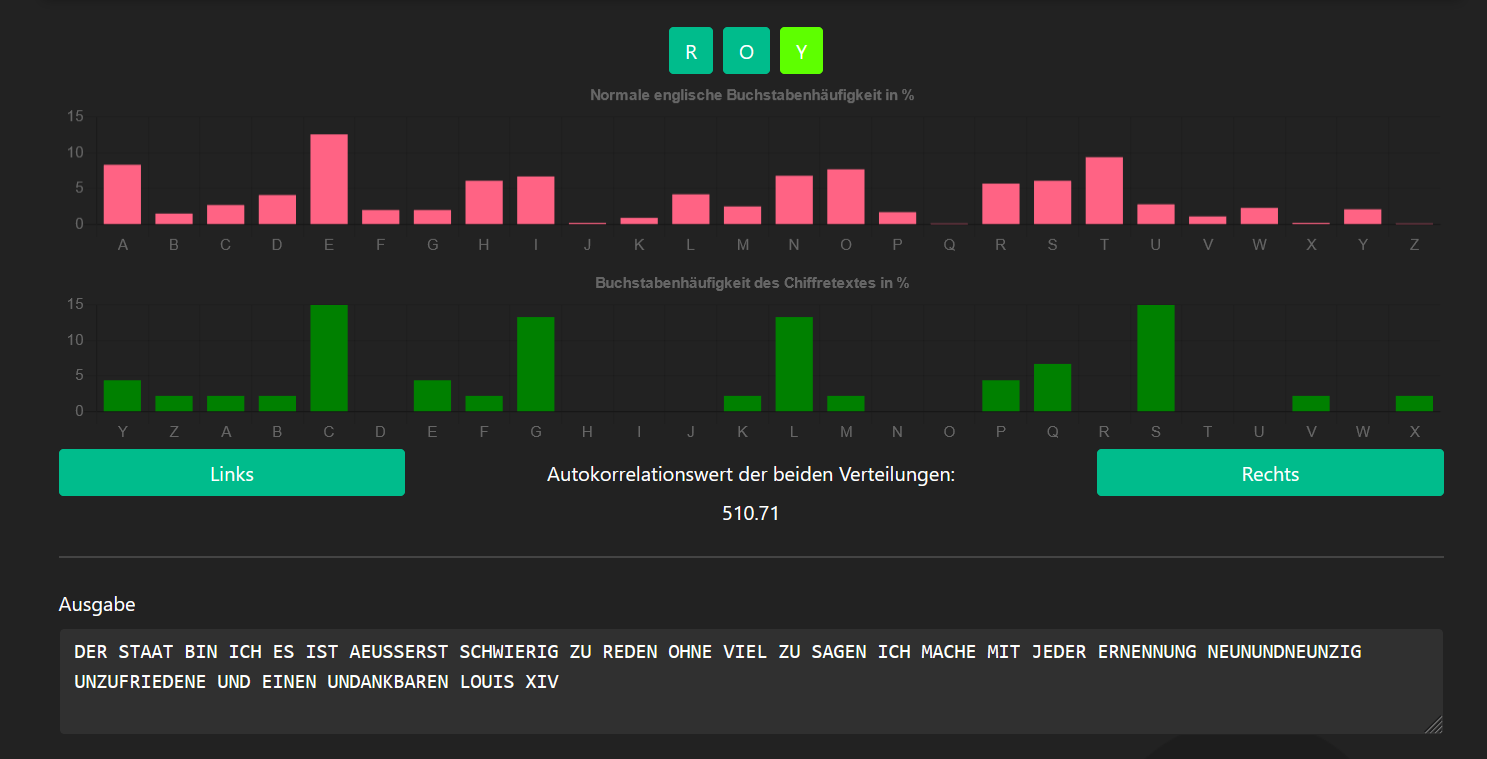 R O Y
Normale englische Buchstabenhäufigkeit in %
15
10
5
0
A B C D E F G H I J K L M N O P Q R S T U V W X Y Z
Buchstabenhäufigkeit des Chiffretextes in %
15
10
5
0
Y Z A B C D E F G H I J K L M N O P Q R S T U V W X
Links
Autokorrelationswert der beiden Verteilungen:
Rechts
510.71
Ausgabe
DER STAAT BIN ICH ES IST AEUSSERST SCHWIERIG ZU REDEN OHNE VIEL ZU SAGEN ICH MACHE MIT JEDER ERNENNUNG NEUNUNDNEUNZIG
UNZUFRIEDENE UND EINEN UNDANKBAREN LOUIS XIV